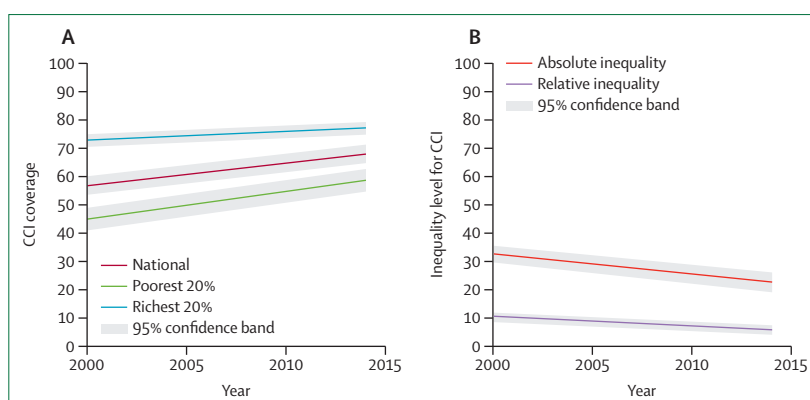 A
100
90
80
70
60
50
40
30
20
10
0
CCI coverage
National
Poorest 20%
Richest 20%
95% confidence band
2000
2005
2010
2015
Year
B
100
90
80
70
60
50
40
30
20
10
0
Inequality level for CCI
Absolute inequality
Relative inequality
95% confidence band
2000
2005
2010
2015
Year